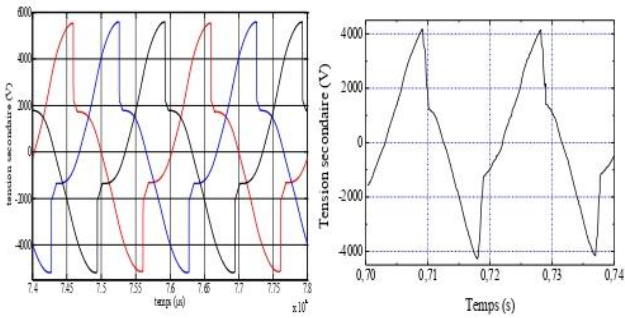 tension secondaire (V)
6000
4000
2000
0
-2000
-4000
7.4 7.45 7.5 7.55 7.6 7.65 7.7 7.75 7.8
temps (µs)
x 10⁴
Tension secondaire (V)
4000
2000
0
-2000
-4000
0,70 0,71 0,72 0,73 0,74
Temps (s)